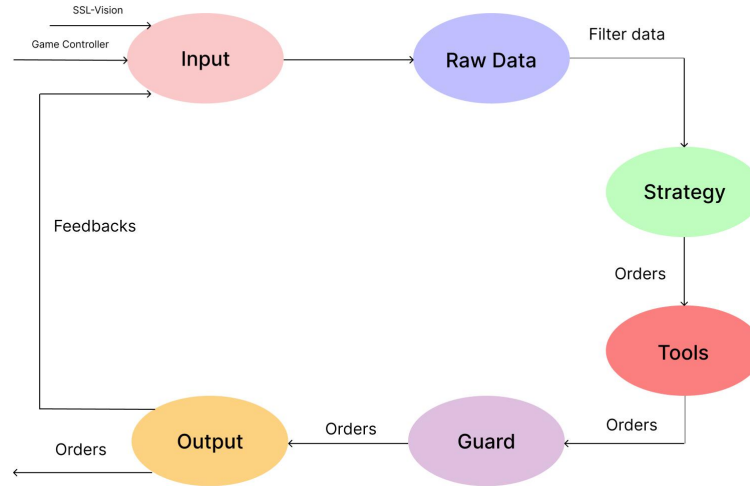 SSL-Vision
Game Controller
Input
Raw Data
Filter data
Strategy
Feedbacks
Orders
Tools
Orders
Guard
Orders
Output
Orders